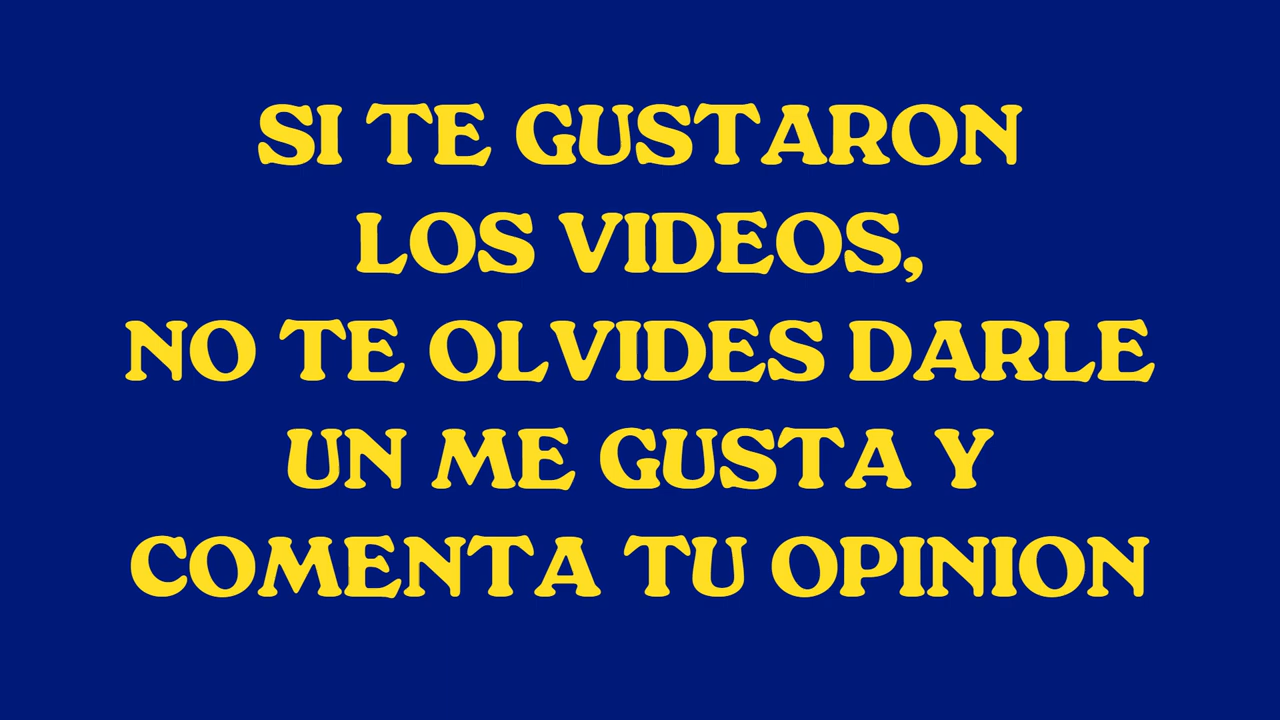 SI TE GUSTARON
LOS VIDEOS,
NO TE OLVIDES DARLE
UN ME GUSTA Y
COMENTA TU OPINION